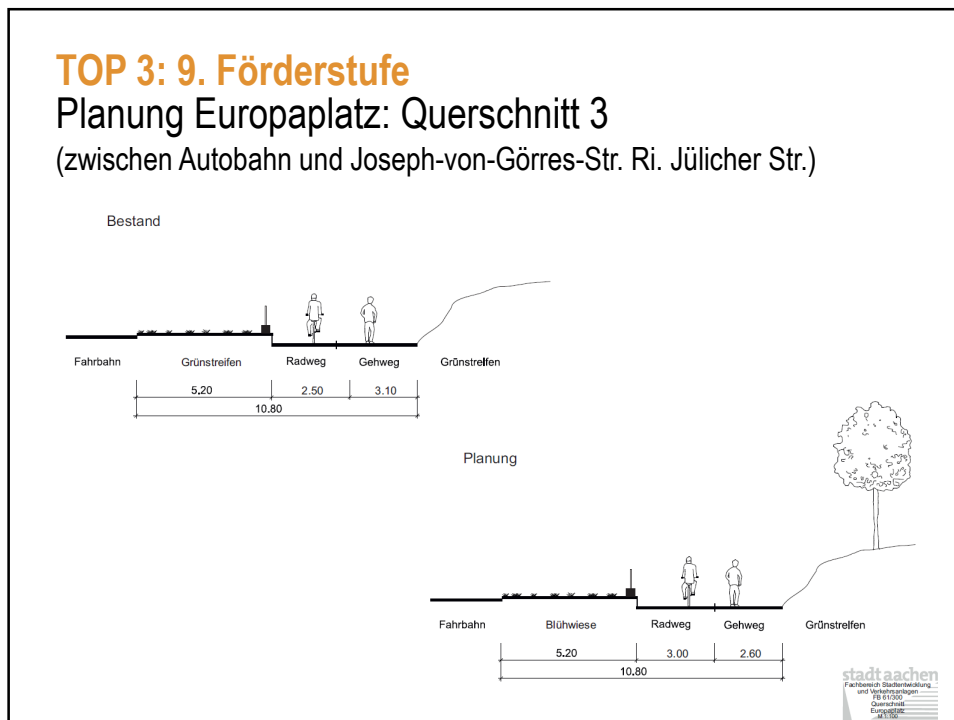 TOP 3: 9. Förderstufe
Planung Europaplatz: Querschnitt 3
(zwischen Autobahn und Joseph-von-Görres-Str. Ri. Jülicher Str.)
Bestand
Fahrbahn Grünstreifen Radweg Gehweg Grünstreifen
5.20 2.50 3.10
10.80
Planung
Fahrbahn Blühwiese Radweg Gehweg Grünstreifen
5.20 3.00 2.60
10.80
stadt aachen
Fachbereich Stadtentwicklung
und Verkehrsanlagen
FB 61/300
Querschnitt
Europaplatz
M 1:100